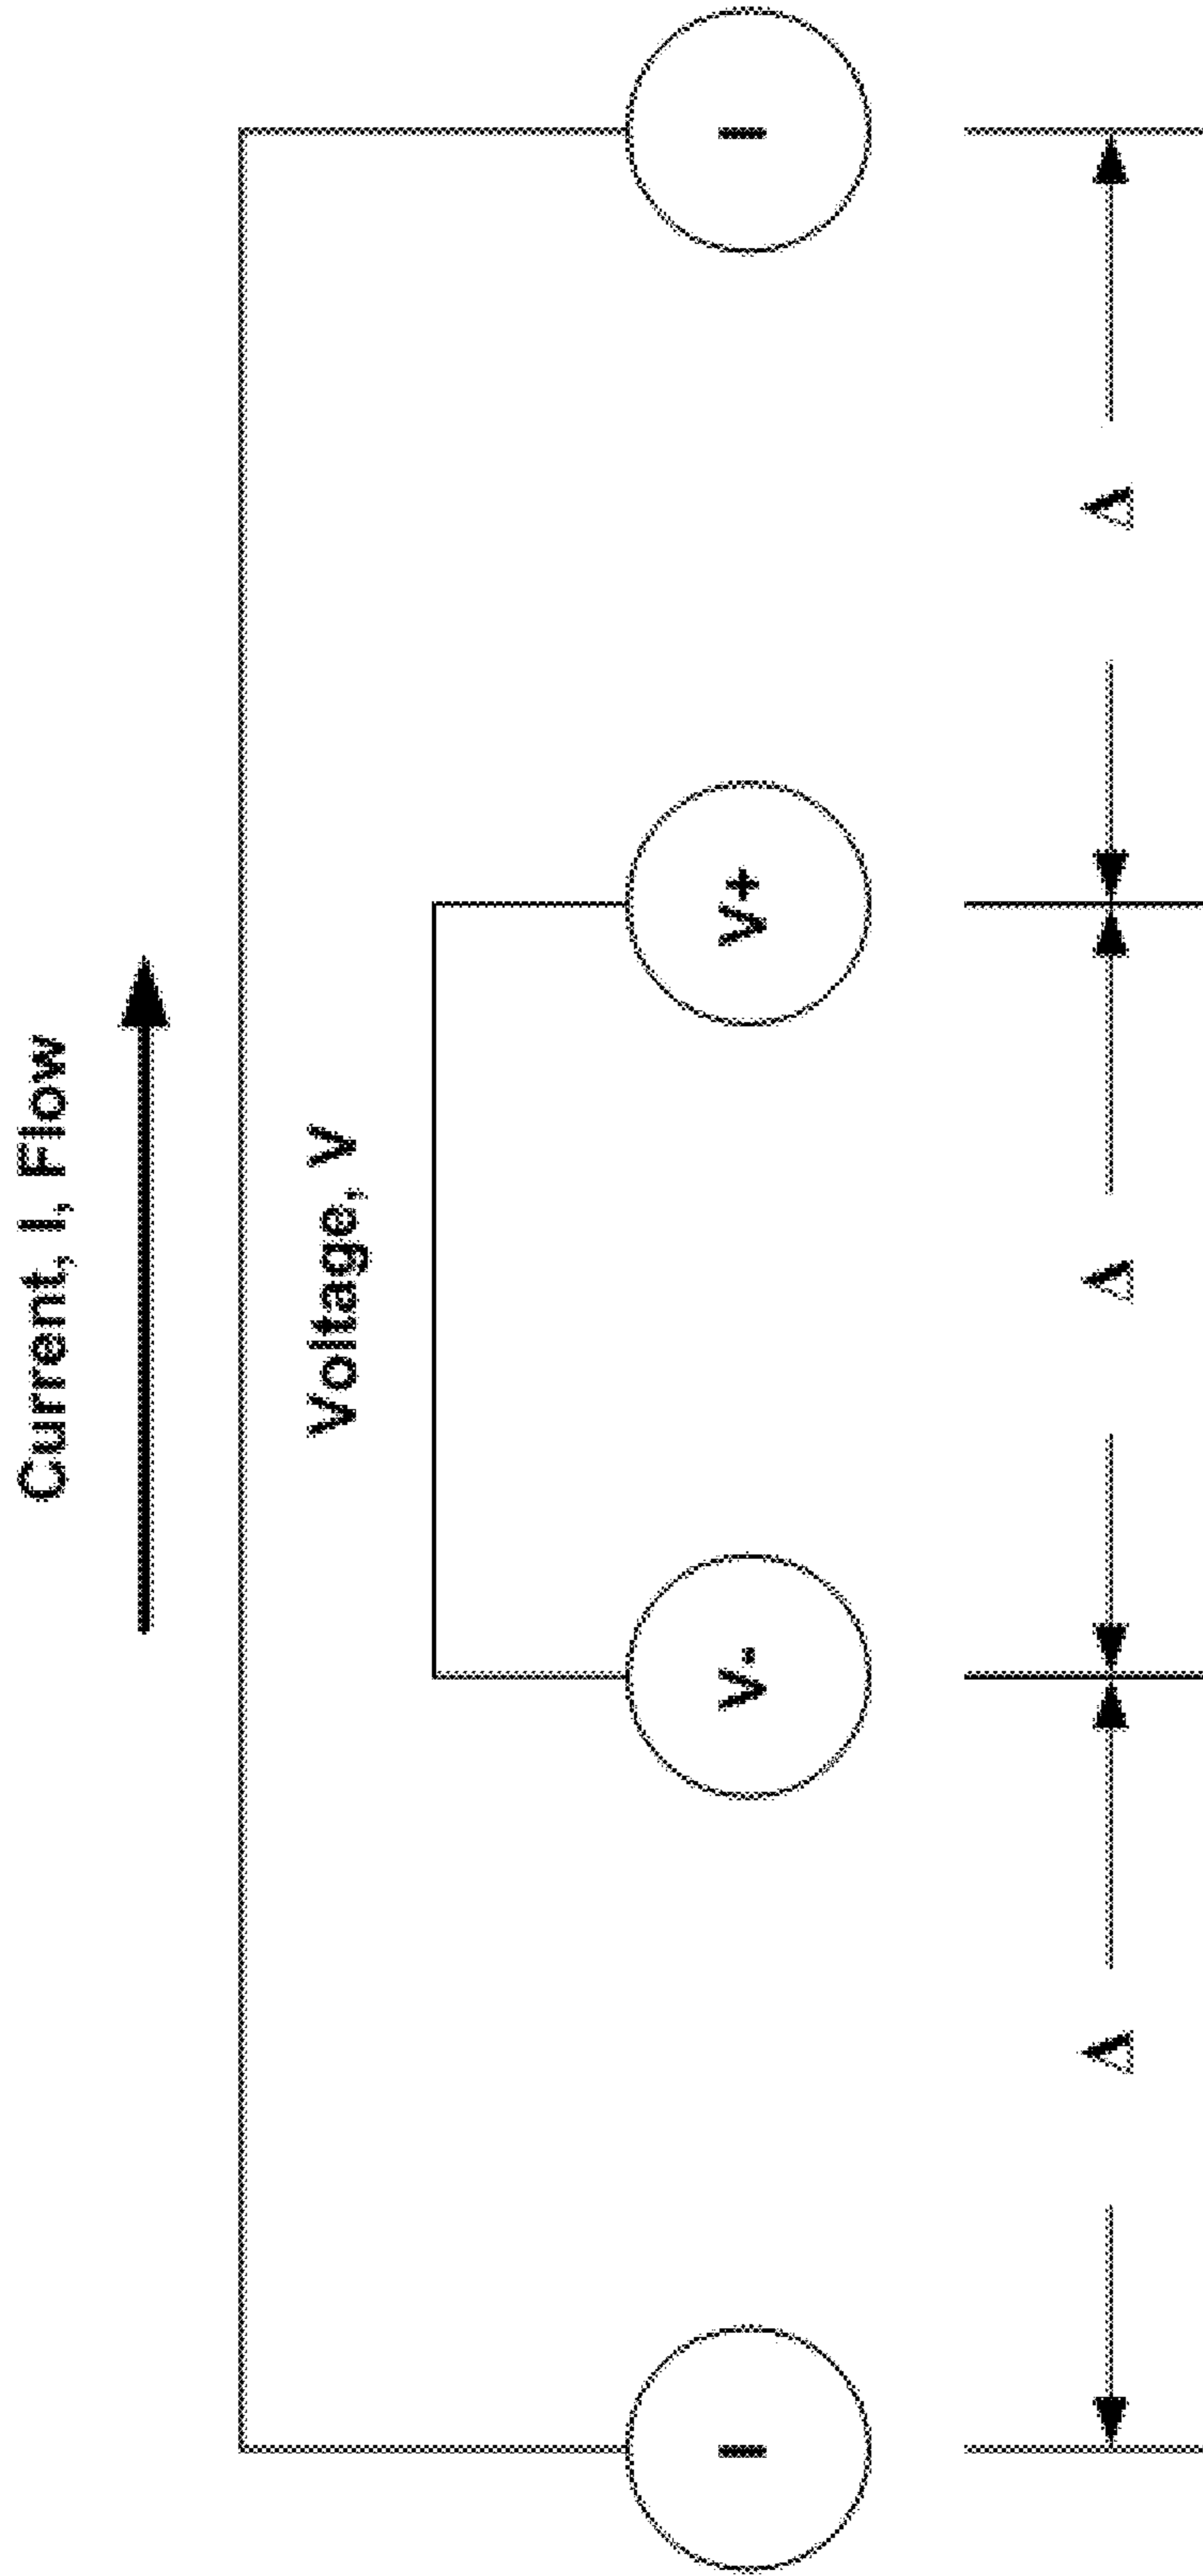 Current, I, Flow
Voltage, V
I
V-
V+
I
A
A
A